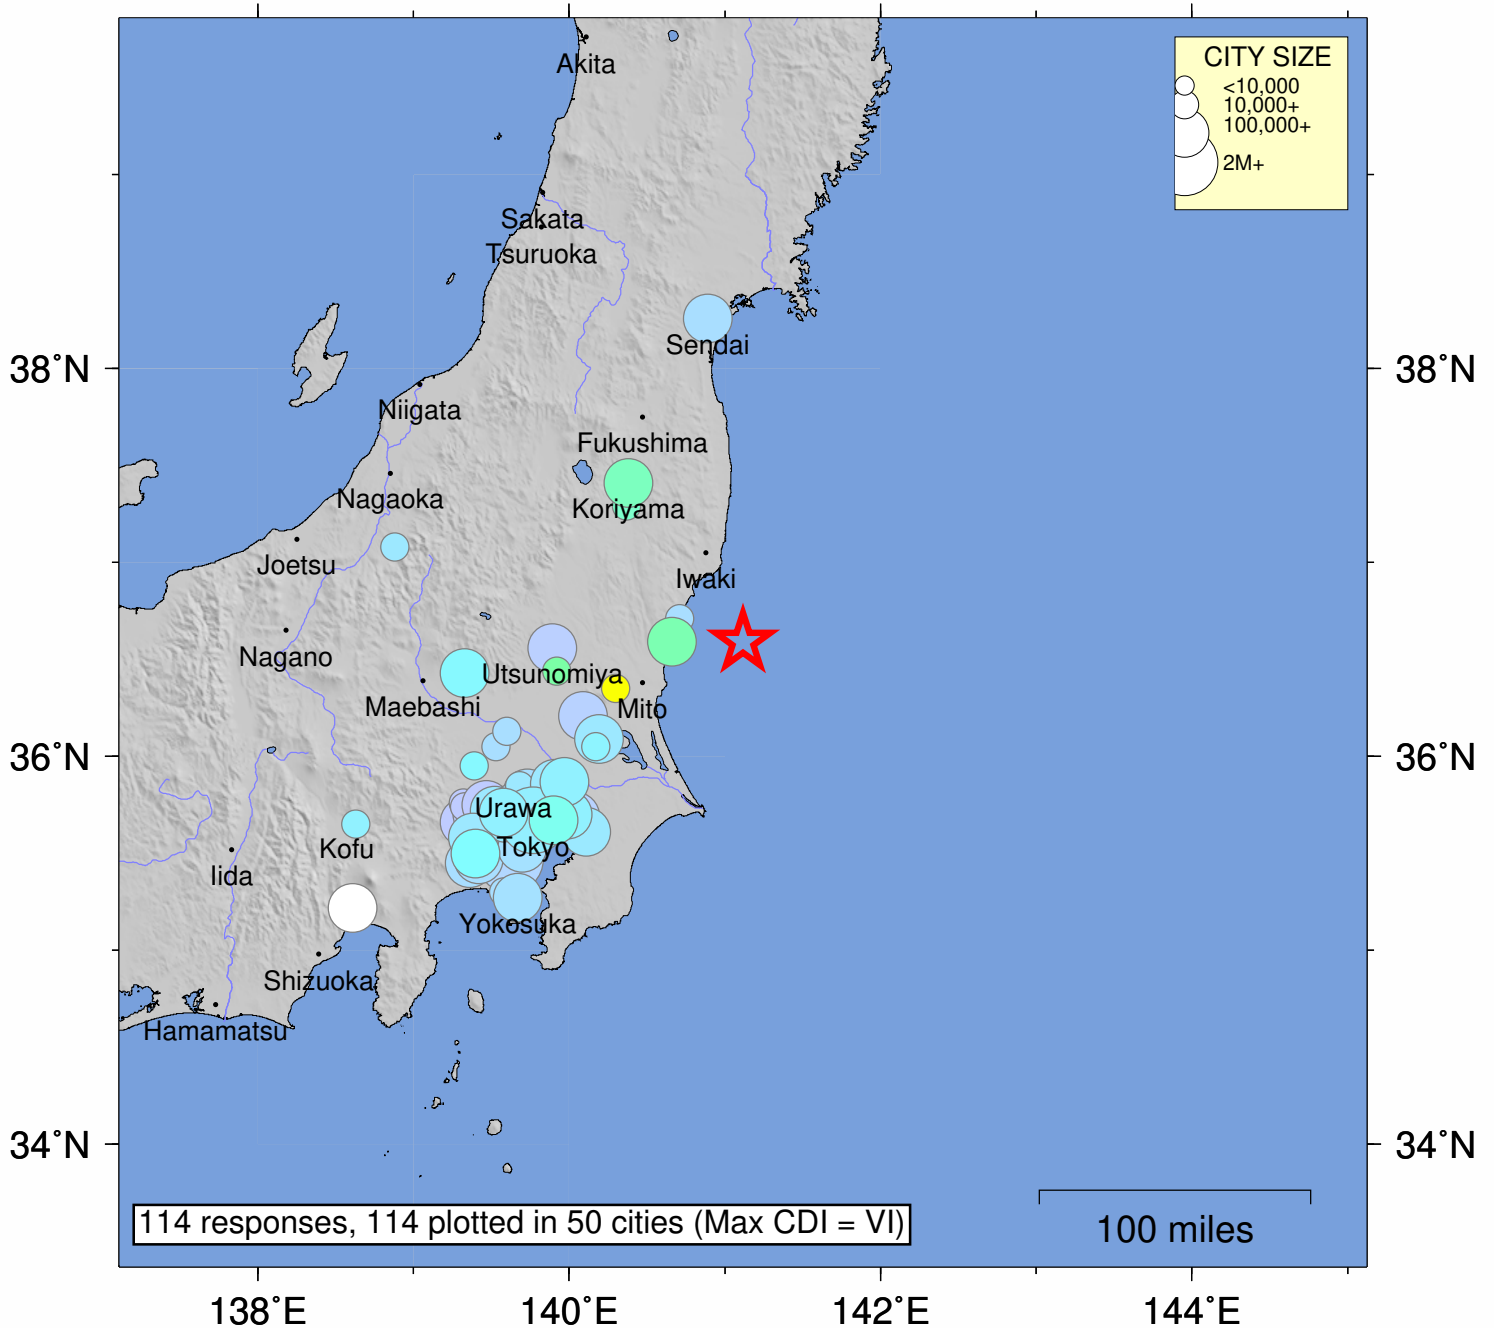 CITY SIZE
<10,000
10,000+
100,000+
2M+
Akita
Sakata
Tsuruoka
Sendai
38˚N
38˚N
Niigata
Fukushima
Nagaoka
Koriyama
Joetsu
Iwaki
Nagano
Utsunomiya
Maebashi
Mito
36˚N
36˚N
Urawa
Kofu
Tokyo
Iida
Yokosuka
Shizuoka
Hamamatsu
34˚N
34˚N
114 responses, 114 plotted in 50 cities (Max CDI = VI)
100 miles
138˚E
140˚E
142˚E
144˚E